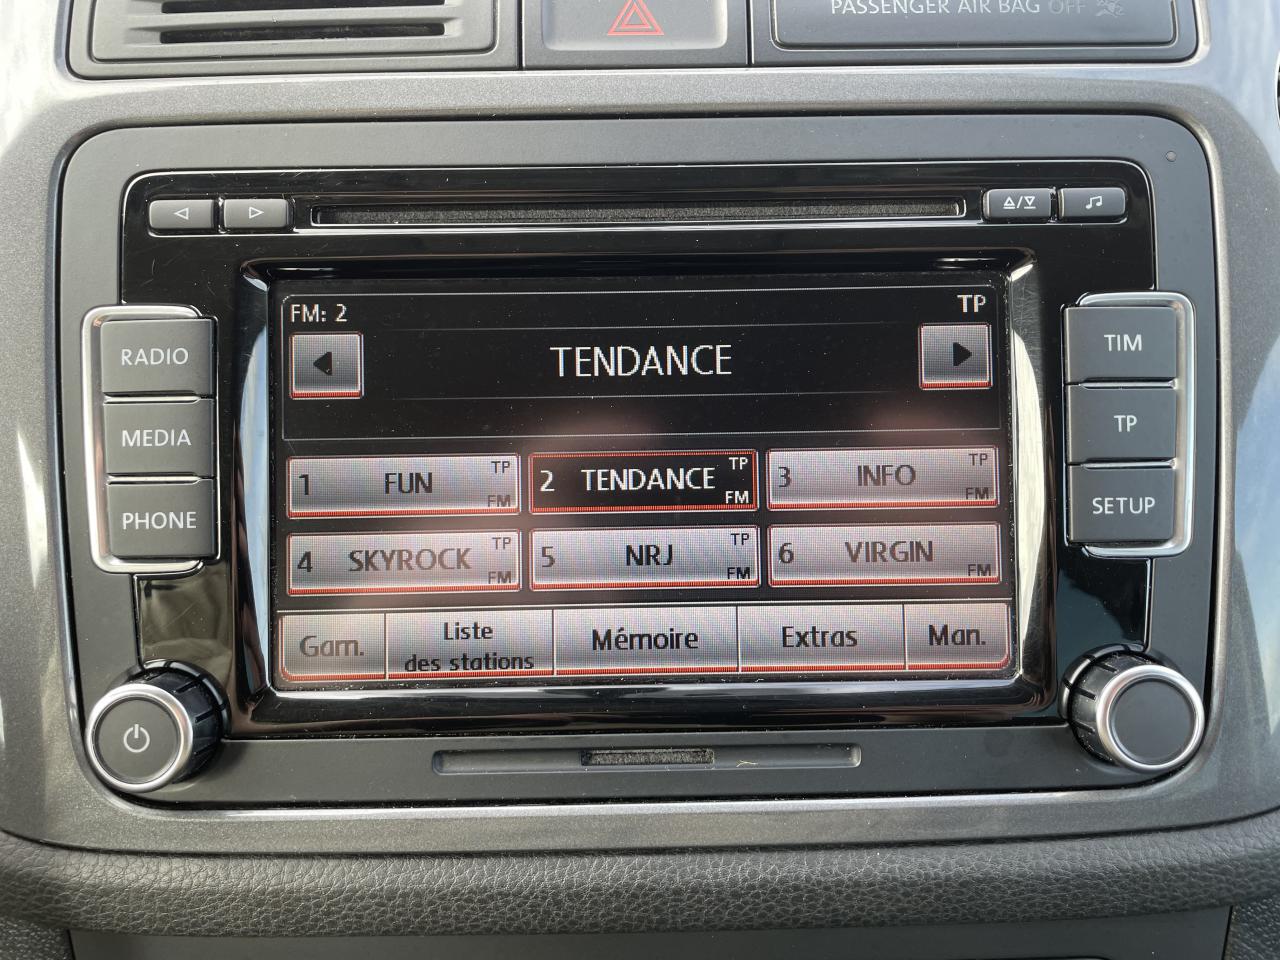 PASSENGER AIR BAG OFF
FM: 2
TP
TENDANCE
RADIO
MEDIA
PHONE
TIM
TP
SETUP
1 FUN TP FM
2 TENDANCE TP FM
3 INFO TP FM
4 SKYROCK TP FM
5 NRJ TP FM
6 VIRGIN FM
Gam.
Liste
des stations
Mémoire
Extras
Man.